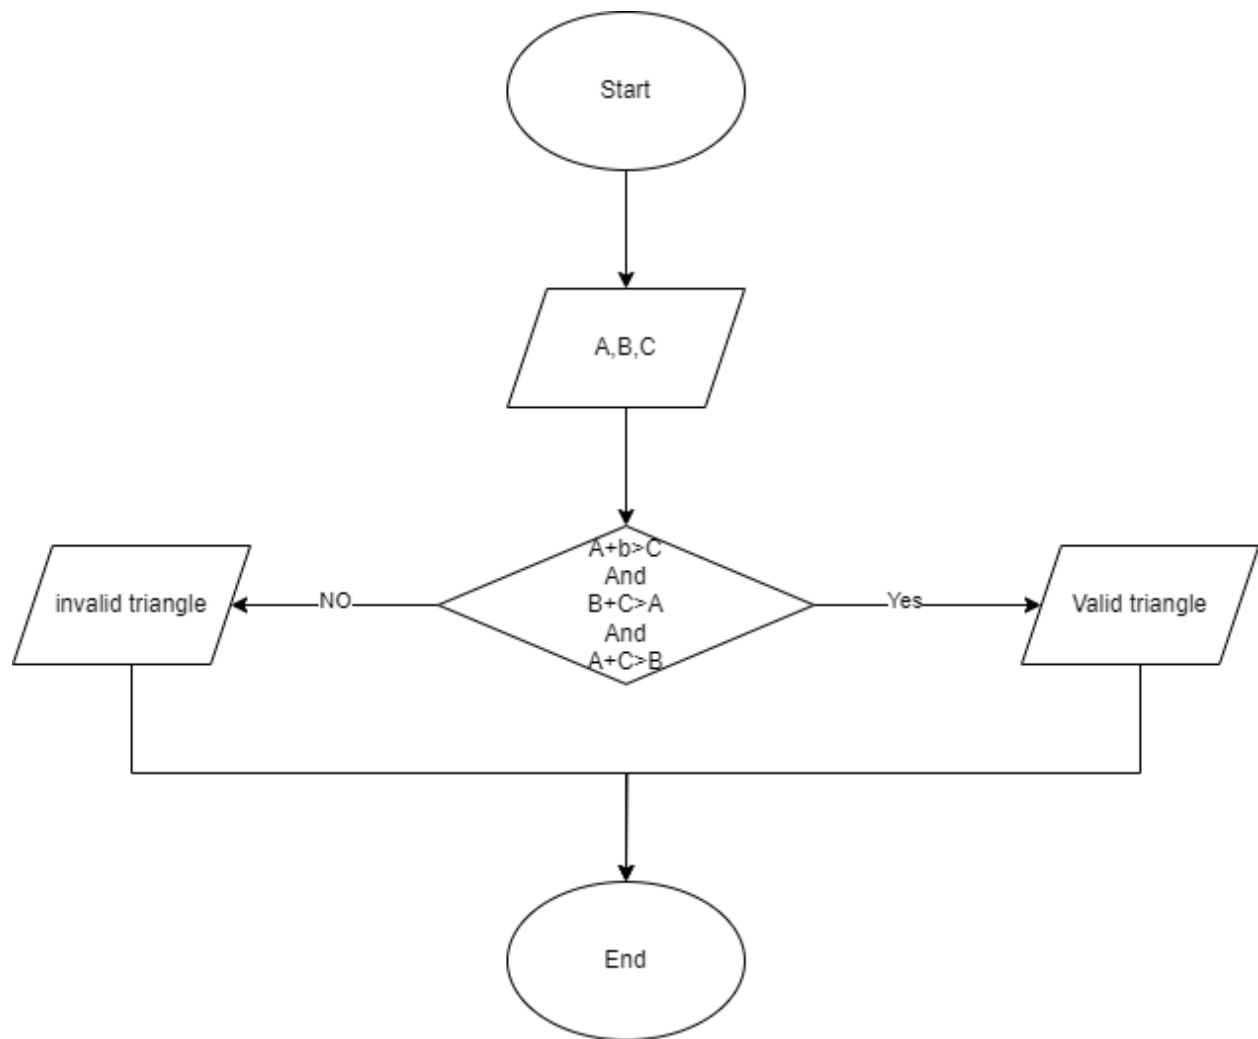 Start
A,B,C
A+b>C
And
B+C>A
And
A+C>B
NO
Yes
invalid triangle
Valid triangle
End